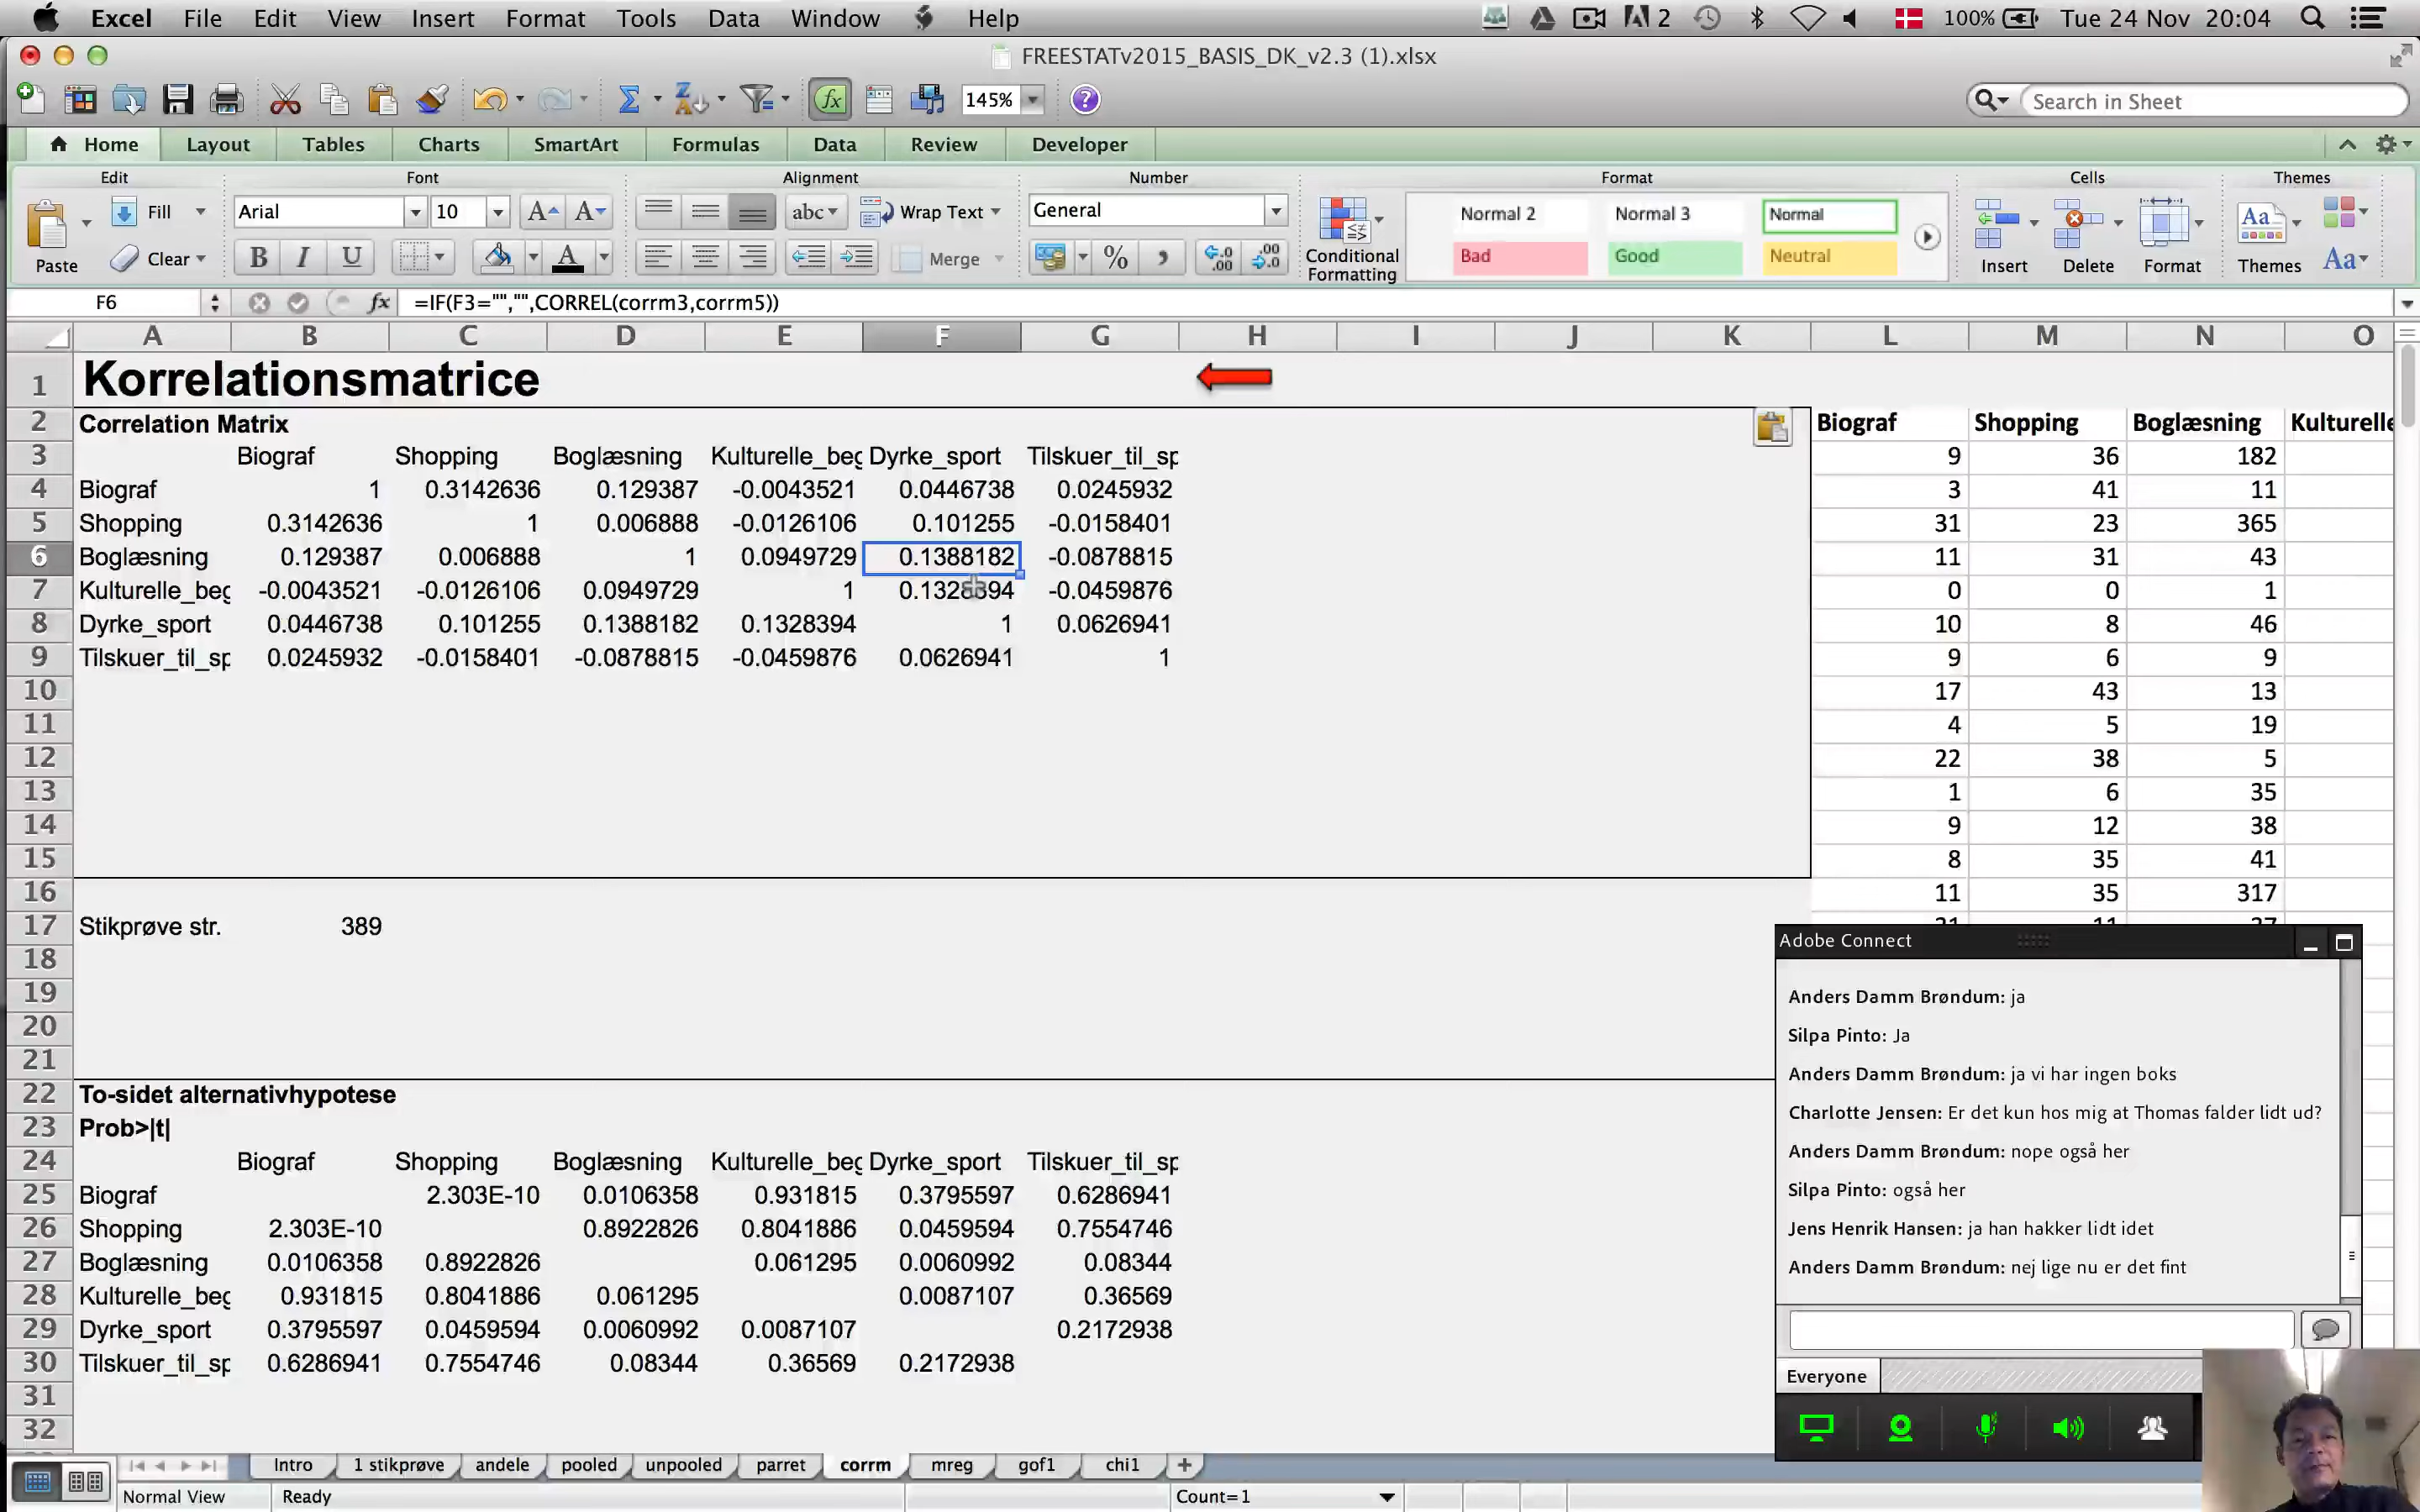 Excel File Edit View Insert Format Tools Data Window Help 2 100% Tue 24 Nov 20:04
FREESTATv2015_BASIS_DK_v2.3 (1).xlsx
145% Search in Sheet
Home Layout Tables Charts SmartArt Formulas Data Review Developer
Edit Font Alignment Number Format Cells Themes
Fill Arial 10 abc Wrap Text General Normal 2 Normal 3 Normal
Paste Clear B I U Merge % Conditional Formatting Bad Good Neutral Insert Delete Format Themes Aa
F6 fx =IF(F3="","",CORREL(corrm3,corrm5))
A B C D E F G H I J K L M N O
1 Korrelationsmatrice
2 Correlation Matrix Biograf Shopping Boglæsning Kulturelle
3 Biograf Shopping Boglæsning Kulturelle_beg Dyrke_sport Tilskuer_til_sp 9 36 182
4 Biograf 1 0.3142636 0.129387 -0.0043521 0.0446738 0.0245932 3 41 11
5 Shopping 0.3142636 1 0.006888 -0.0126106 0.101255 -0.0158401 31 23 365
6 Boglæsning 0.129387 0.006888 1 0.0949729 0.1388182 -0.0878815 11 31 43
7 Kulturelle_beg -0.0043521 -0.0126106 0.0949729 1 0.1328394 -0.0459876 0 0 1
8 Dyrke_sport 0.0446738 0.101255 0.1388182 0.1328394 1 0.0626941 10 8 46
9 Tilskuer_til_sp 0.0245932 -0.0158401 -0.0878815 -0.0459876 0.0626941 1 9 6 9
10 17 43 13
11 4 5 19
12 22 38 5
13 1 6 35
14 9 12 38
15 8 35 41
16 11 35 317
17 Stikprøve str. 389
18
19
20
21
22 To-sidet alternativhypotese
23 Prob>|t|
24 Biograf Shopping Boglæsning Kulturelle_beg Dyrke_sport Tilskuer_til_sp
25 Biograf 2.303E-10 0.0106358 0.931815 0.3795597 0.6286941
26 Shopping 2.303E-10 0.8922826 0.8041886 0.0459594 0.7554746
27 Boglæsning 0.0106358 0.8922826 0.061295 0.0060992 0.08344
28 Kulturelle_beg 0.931815 0.8041886 0.061295 0.0087107 0.36569
29 Dyrke_sport 0.3795597 0.0459594 0.0060992 0.0087107 0.2172938
30 Tilskuer_til_sp 0.6286941 0.7554746 0.08344 0.36569 0.2172938
31
32
Adobe Connect
Anders Damm Brøndum: ja
Silpa Pinto: Ja
Anders Damm Brøndum: ja vi har ingen boks
Charlotte Jensen: Er det kun hos mig at Thomas falder lidt ud?
Anders Damm Brøndum: nope også her
Silpa Pinto: også her
Jens Henrik Hansen: ja han hakker lidt idet
Anders Damm Brøndum: nej lige nu er det fint
Everyone
Intro 1 stikprøve andele pooled unpooled parret corrm mreg gof1 chi1
Normal View Ready Count=1